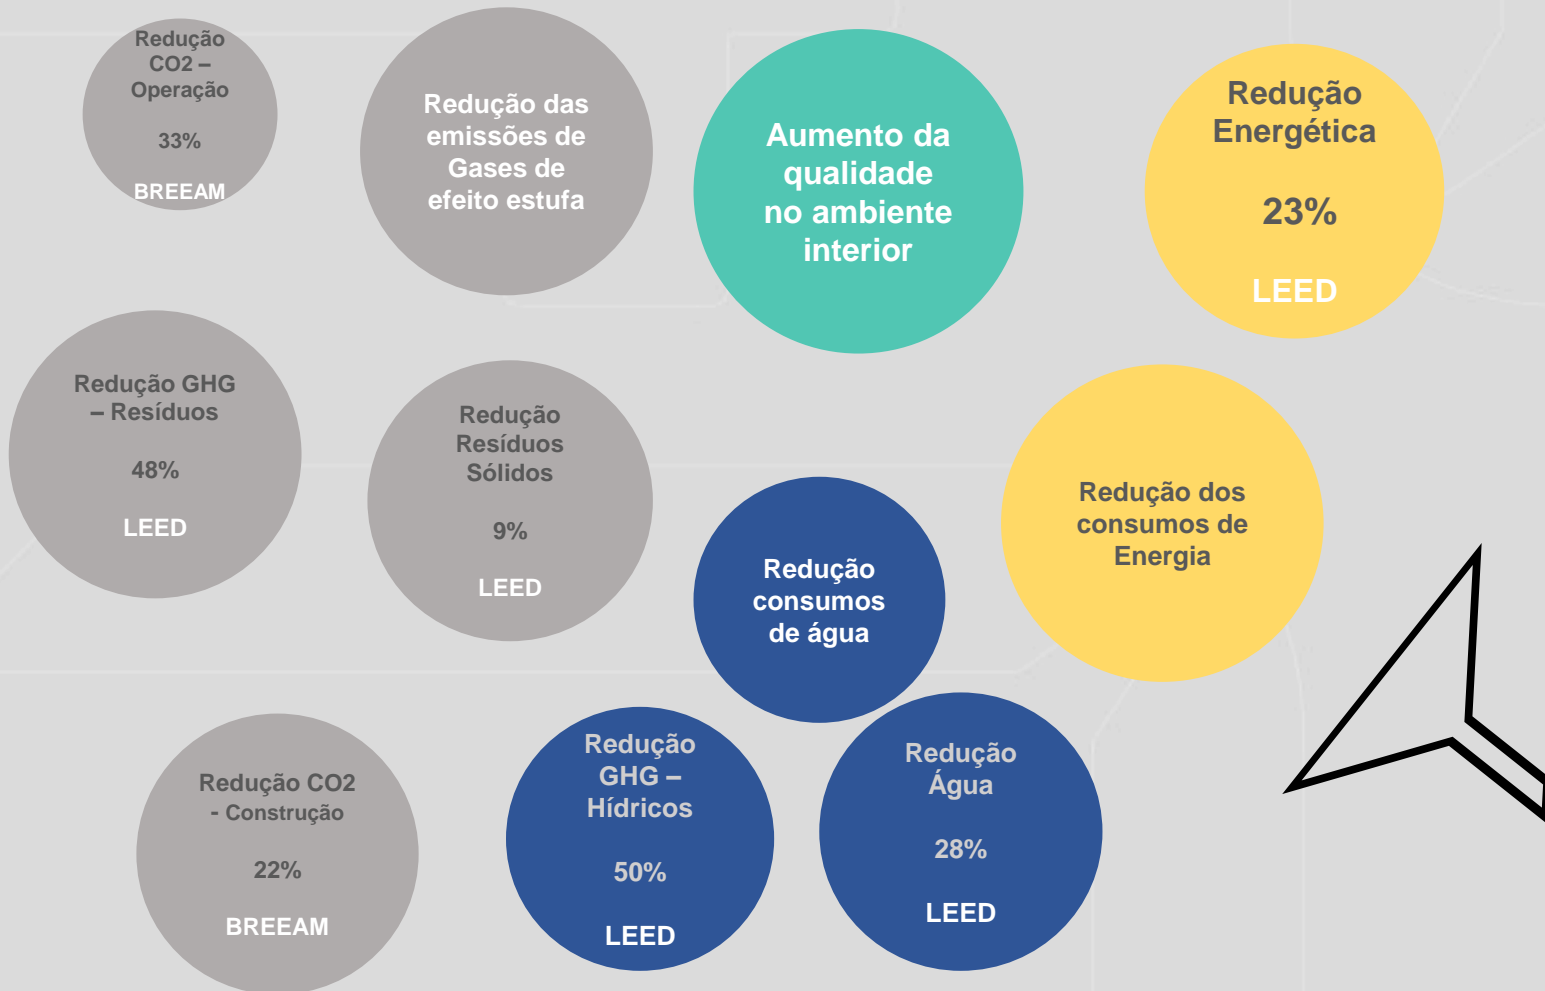 Redução
CO2 –
Operação
33%
BREEAM
Redução das
emissões de
Gases de
efeito estufa
Aumento da
qualidade
no ambiente
interior
Redução
Energética
23%
LEED
Redução GHG
– Resíduos
48%
LEED
Redução
Resíduos
Sólidos
9%
LEED
Redução
consumos
de água
Redução dos
consumos de
Energia
Redução CO2
- Construção
22%
BREEAM
Redução
GHG –
Hídricos
50%
LEED
Redução
Água
28%
LEED